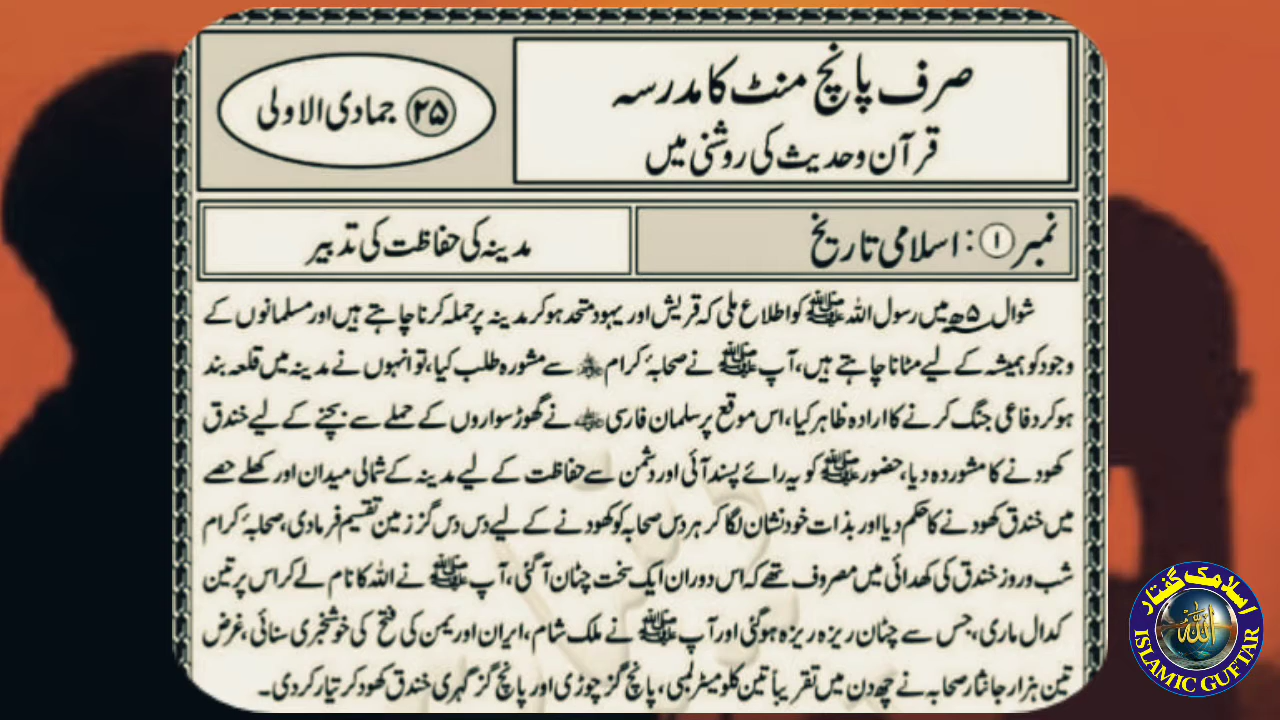 صرف پانچ منٹ کا مدرسہ
قرآن و حدیث کی روشنی میں
۲۵ جمادی الاولی
نمبر ۱ : اسلامی تاریخ
مدینہ کی حفاظت کی تدبیر
شوال ۵ھ میں رسول اللہ ﷺ کو اطلاع ملی کہ قریش اور یہود متحد ہوکر مدینہ پر حملہ کرنا چاہتے ہیں اور مسلمانوں کے
وجود کو ہمیشہ کے لیے مٹانا چاہتے ہیں، آپ ﷺ نے صحابۂ کرام ؓ سے مشورہ طلب کیا، تو انہوں نے مدینہ میں قلعہ بند
ہوکر دفاعی جنگ کرنے کا ارادہ ظاہر کیا، اس موقع پر سلمان فارسی ؓ نے گھوڑ سواروں کے حملے سے بچنے کے لیے خندق
کھودنے کا مشورہ دیا، حضور ﷺ کو یہ رائے پسند آئی اور دشمن سے حفاظت کے لیے مدینہ کے شمالی میدان اور کھلے حصے
میں خندق کھودنے کا حکم دیا اور بذات خود نشان لگا کر ہر دس صحابہ کو کھودنے کے لیے دس دس گز زمین تقسیم فرمادی، صحابہ کرام
شب و روز خندق کی کھدائی میں مصروف تھے کہ اس دوران ایک سخت چٹان آگئی، آپ ﷺ نے اللہ کا نام لے کر اس پر تین
کدال ماری، جس سے چٹان ریزہ ریزہ ہوگئی اور آپ ﷺ نے ملک شام، ایران اور یمن کی فتح کی خوشخبری سنائی، غرض
تین ہزار جانثار صحابہ نے چھ دن میں تقریباً تین کلومیٹر لمبی، پانچ گز چوڑی اور پانچ گز گہری خندق کھود کر تیار کردی۔
اسلامک گفتار
اللہ
ISLAMIC GUFTAR